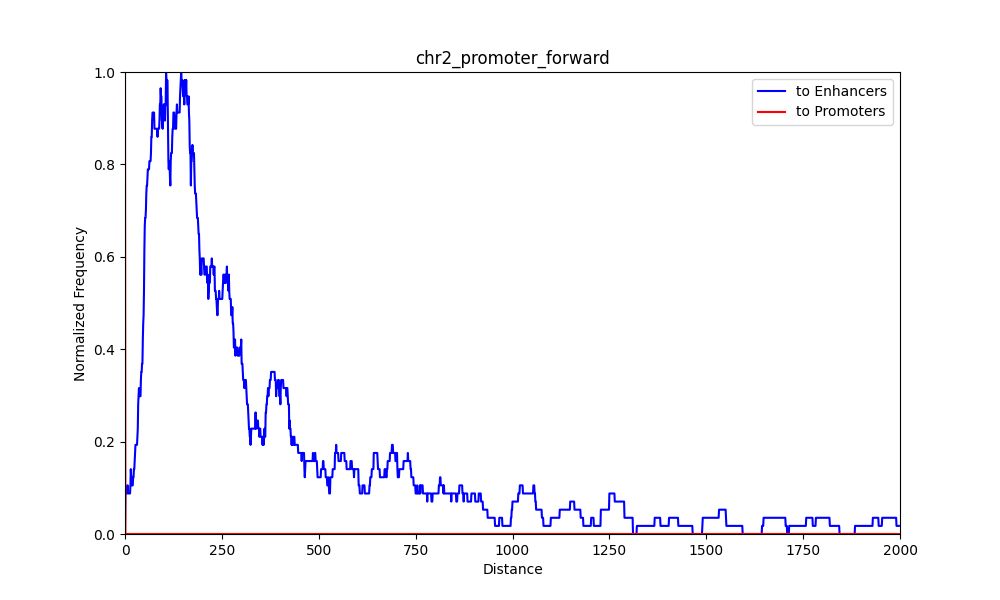 chr2_promoter_forward
to Enhancers
to Promoters
Normalized Frequency
1.0
0.8
0.6
0.4
0.2
0.0
0 250 500 750 1000 1250 1500 1750 2000
Distance